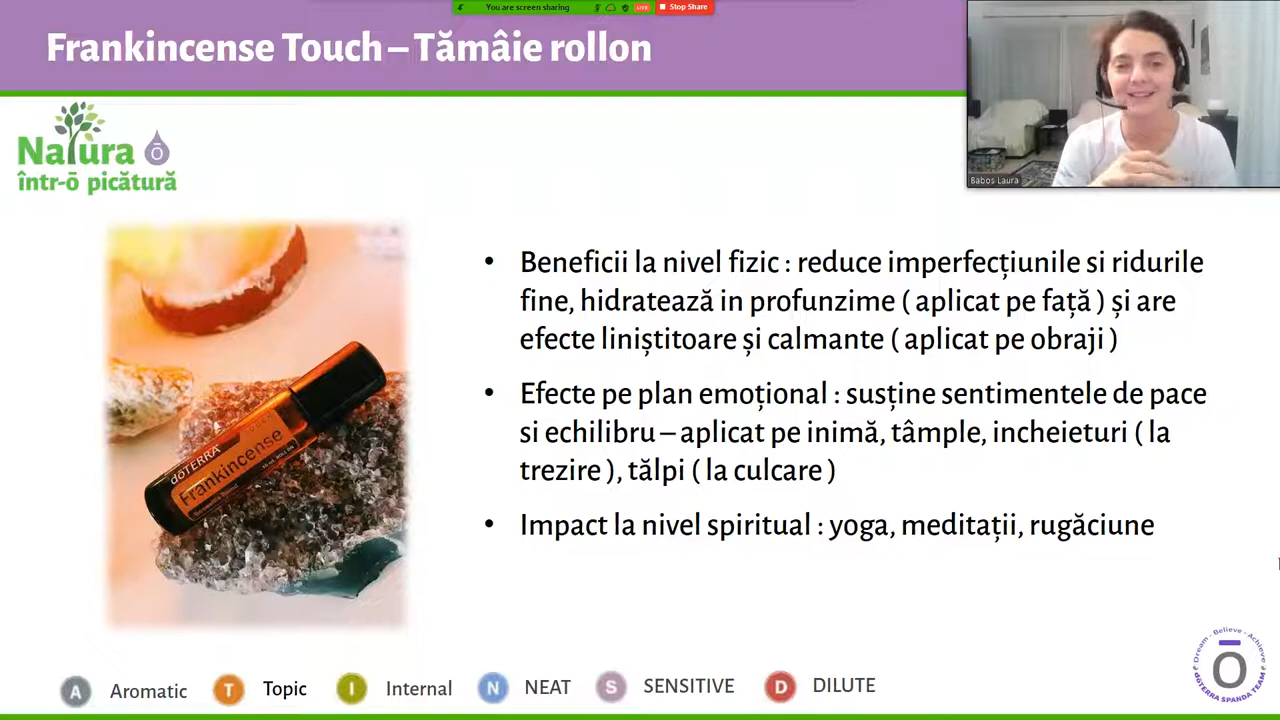 You are screen sharing
LIVE
Stop Share
Frankincense Touch – Tămâie rollon
Babos Laura
Natura ō
într-ō picătură
• Beneficii la nivel fizic : reduce imperfecțiunile si ridurile
fine, hidratează in profunzime ( aplicat pe față ) și are
efecte liniștitoare și calmante ( aplicat pe obraji )
• Efecte pe plan emoțional : susține sentimentele de pace
si echilibru – aplicat pe inimă, tâmple, incheieturi ( la
trezire ), tălpi ( la culcare )
• Impact la nivel spiritual : yoga, meditații, rugăciune
dōTERRA
Frankincense
A Aromatic T Topic I Internal N NEAT S SENSITIVE D DILUTE
Dream - Believe - Achieve
Ō
dōTERRA SPANDA TEAM